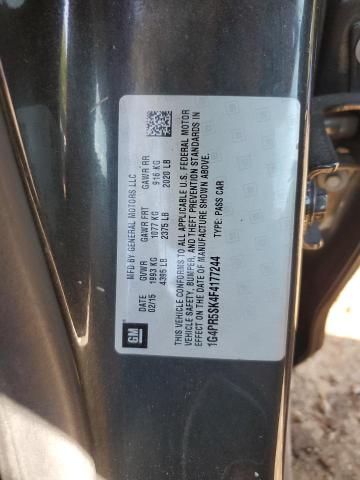 MFD BY GENERAL MOTORS LLC
DATE GVWR GAWR FRT GAWR RR
02/15 1993 KG 1077 KG 916 KG
4395 LB 2375 LB 2020 LB
GM
THIS VEHICLE CONFORMS TO ALL APPLICABLE U.S. FEDERAL MOTOR
VEHICLE SAFETY, BUMPER, AND THEFT PREVENTION STANDARDS IN
EFFECT ON THE DATE OF MANUFACTURE SHOWN ABOVE.
1G4PR5SK4F4177244 TYPE: PASS CAR